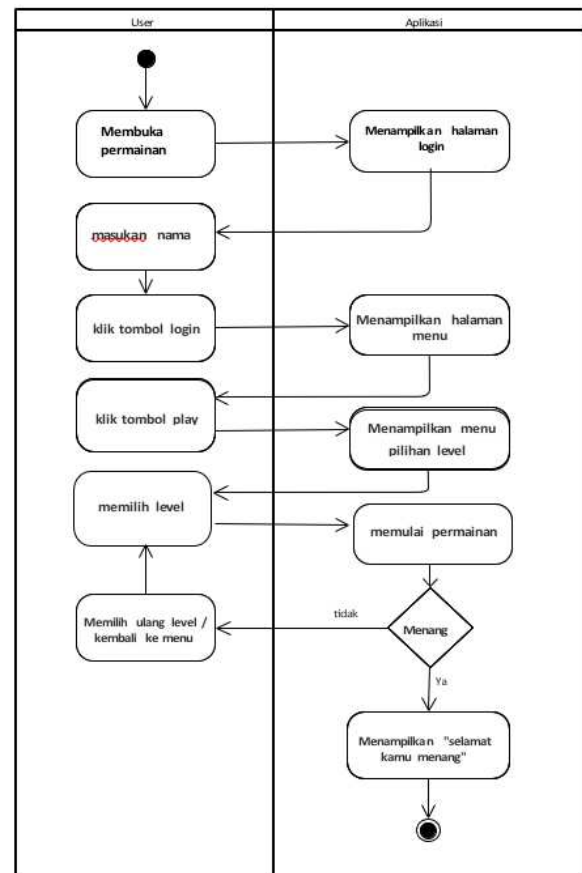 User
Aplikasi
Membuka
permainan
Menampilkan halaman
login
masukan nama
klik tombol login
Menampilkan halaman
menu
klik tombol play
Menampilkan menu
pilihan level
memilih level
memulai permainan
Memilih ulang level /
kembali ke menu
tidak
Menang
Ya
Menampilkan "selamat
kamu menang"